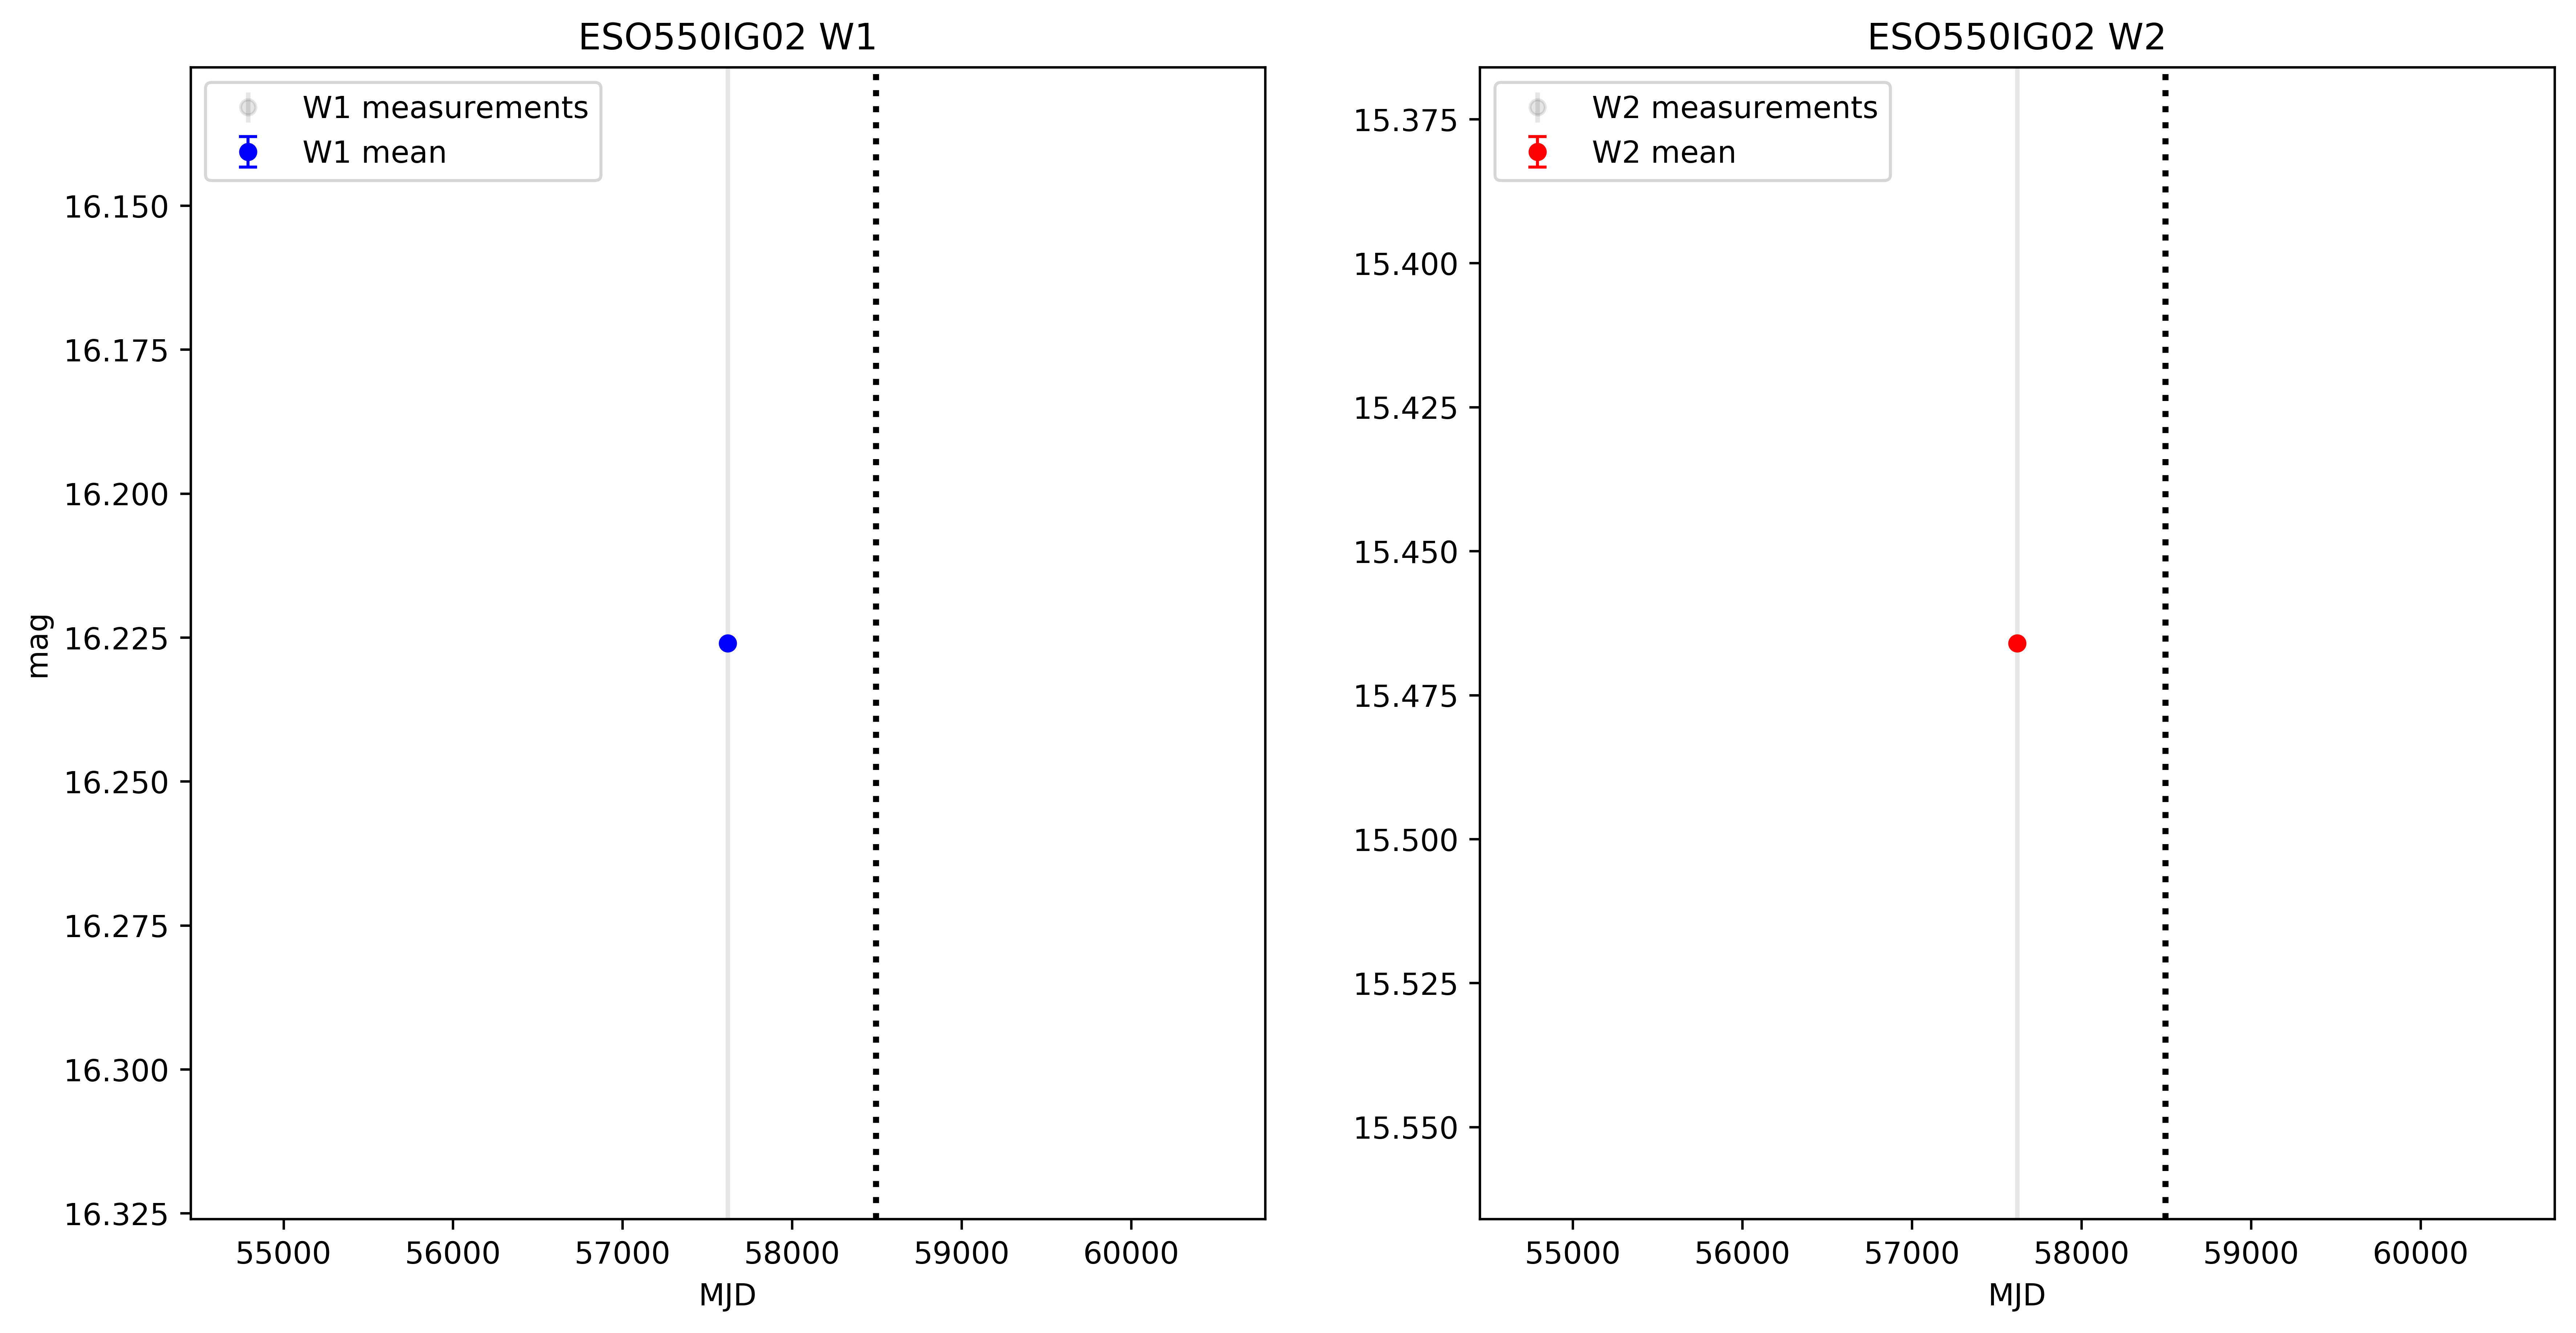 ESO550IG02 W1
W1 measurements
W1 mean
16.150
16.175
16.200
16.225
16.250
16.275
16.300
16.325
mag
55000 56000 57000 58000 59000 60000
MJD
ESO550IG02 W2
W2 measurements
W2 mean
15.375
15.400
15.425
15.450
15.475
15.500
15.525
15.550
55000 56000 57000 58000 59000 60000
MJD